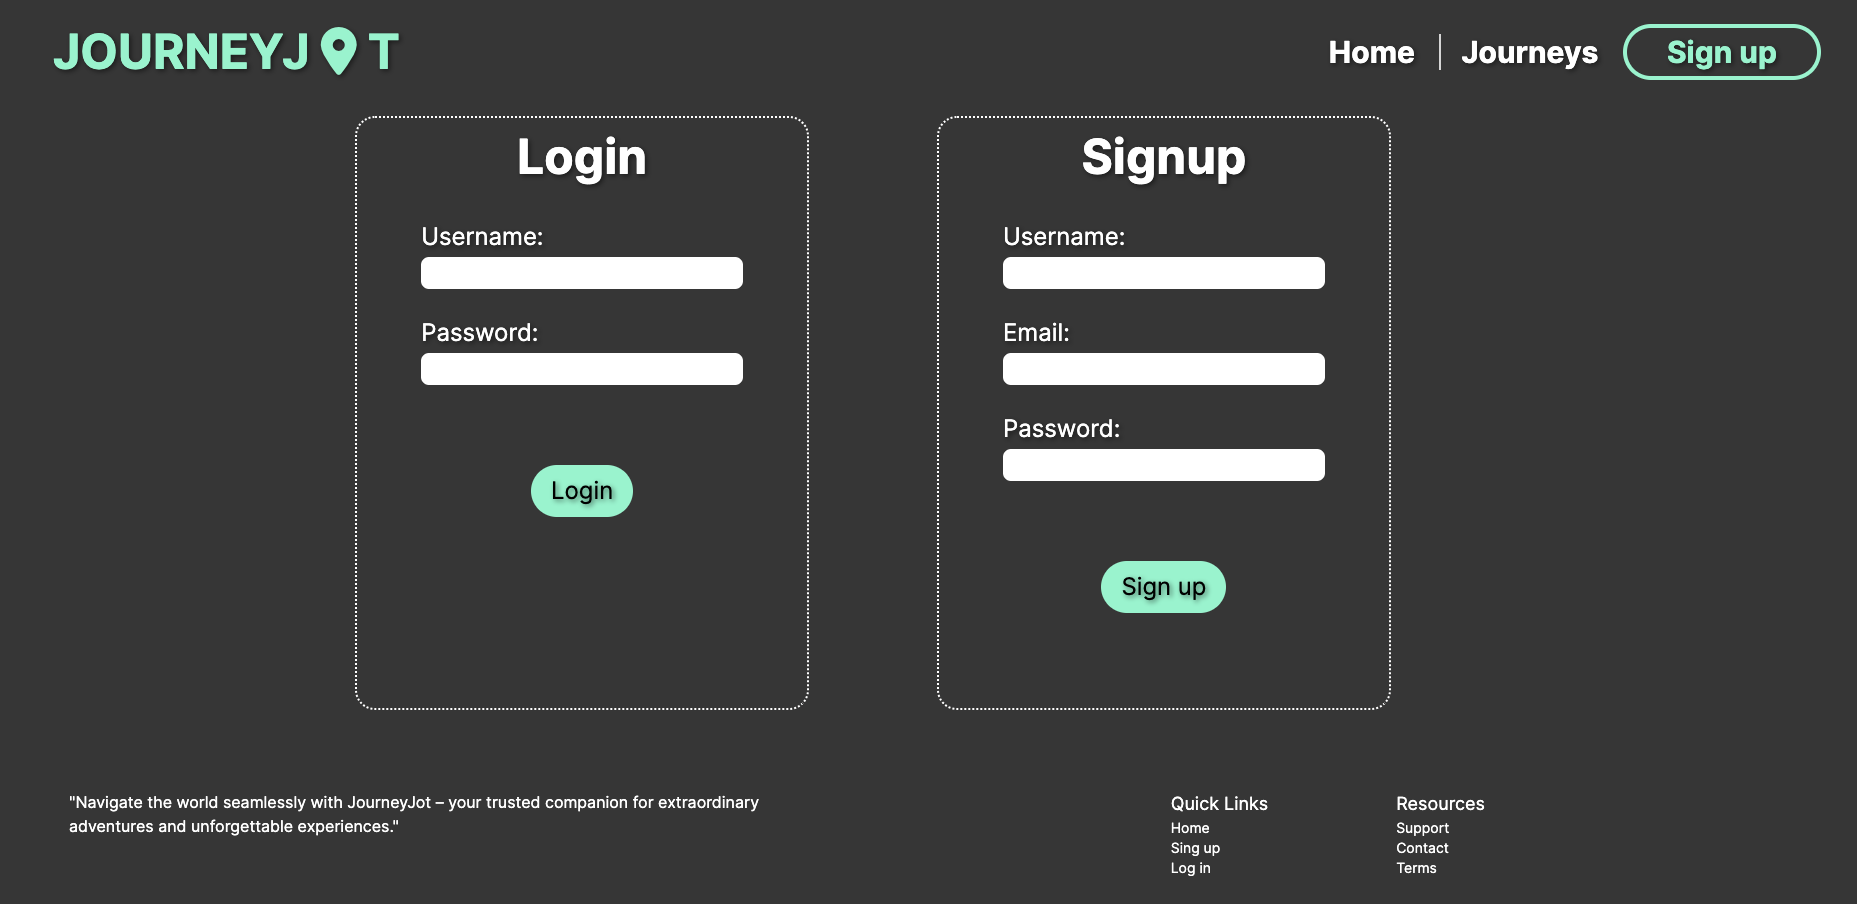 JOURNEYJ T
Home
Journeys
Sign up
Login
Username:
Password:
Login
Signup
Username:
Email:
Password:
Sign up
"Navigate the world seamlessly with JourneyJot – your trusted companion for extraordinary
adventures and unforgettable experiences."
Quick Links
Home
Sing up
Log in
Resources
Support
Contact
Terms